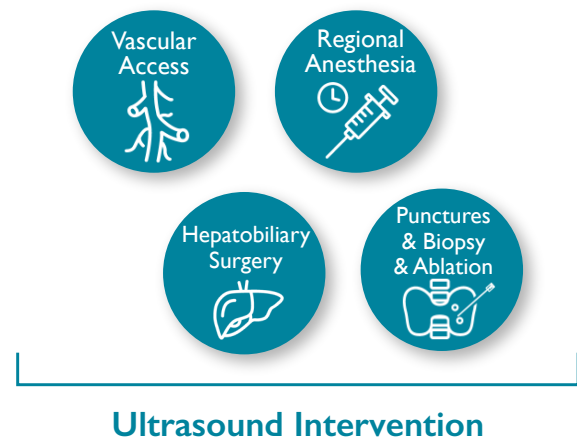 Vascular
Access
Regional
Anesthesia
Hepatobiliary
Surgery
Punctures
& Biopsy
& Ablation
Ultrasound Intervention